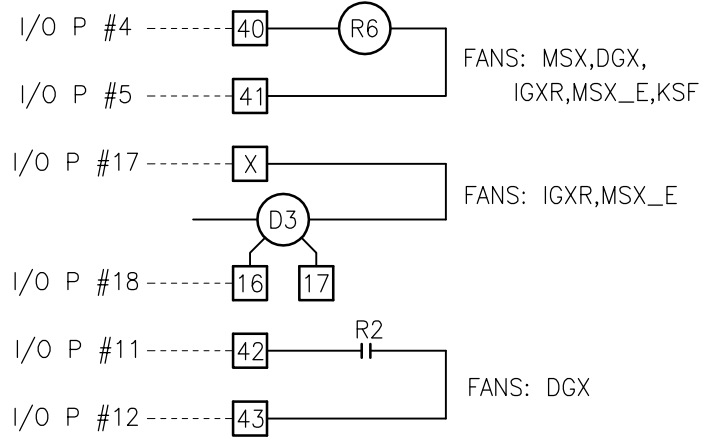 I/O P #4 40 R6
FANS: MSX,DGX,
I/O P #5 41 IGXR,MSX_E,KSF
I/O P #17 X
FANS: IGXR,MSX_E
D3
I/O P #18 16 17
R2
I/O P #11 42
FANS: DGX
I/O P #12 43